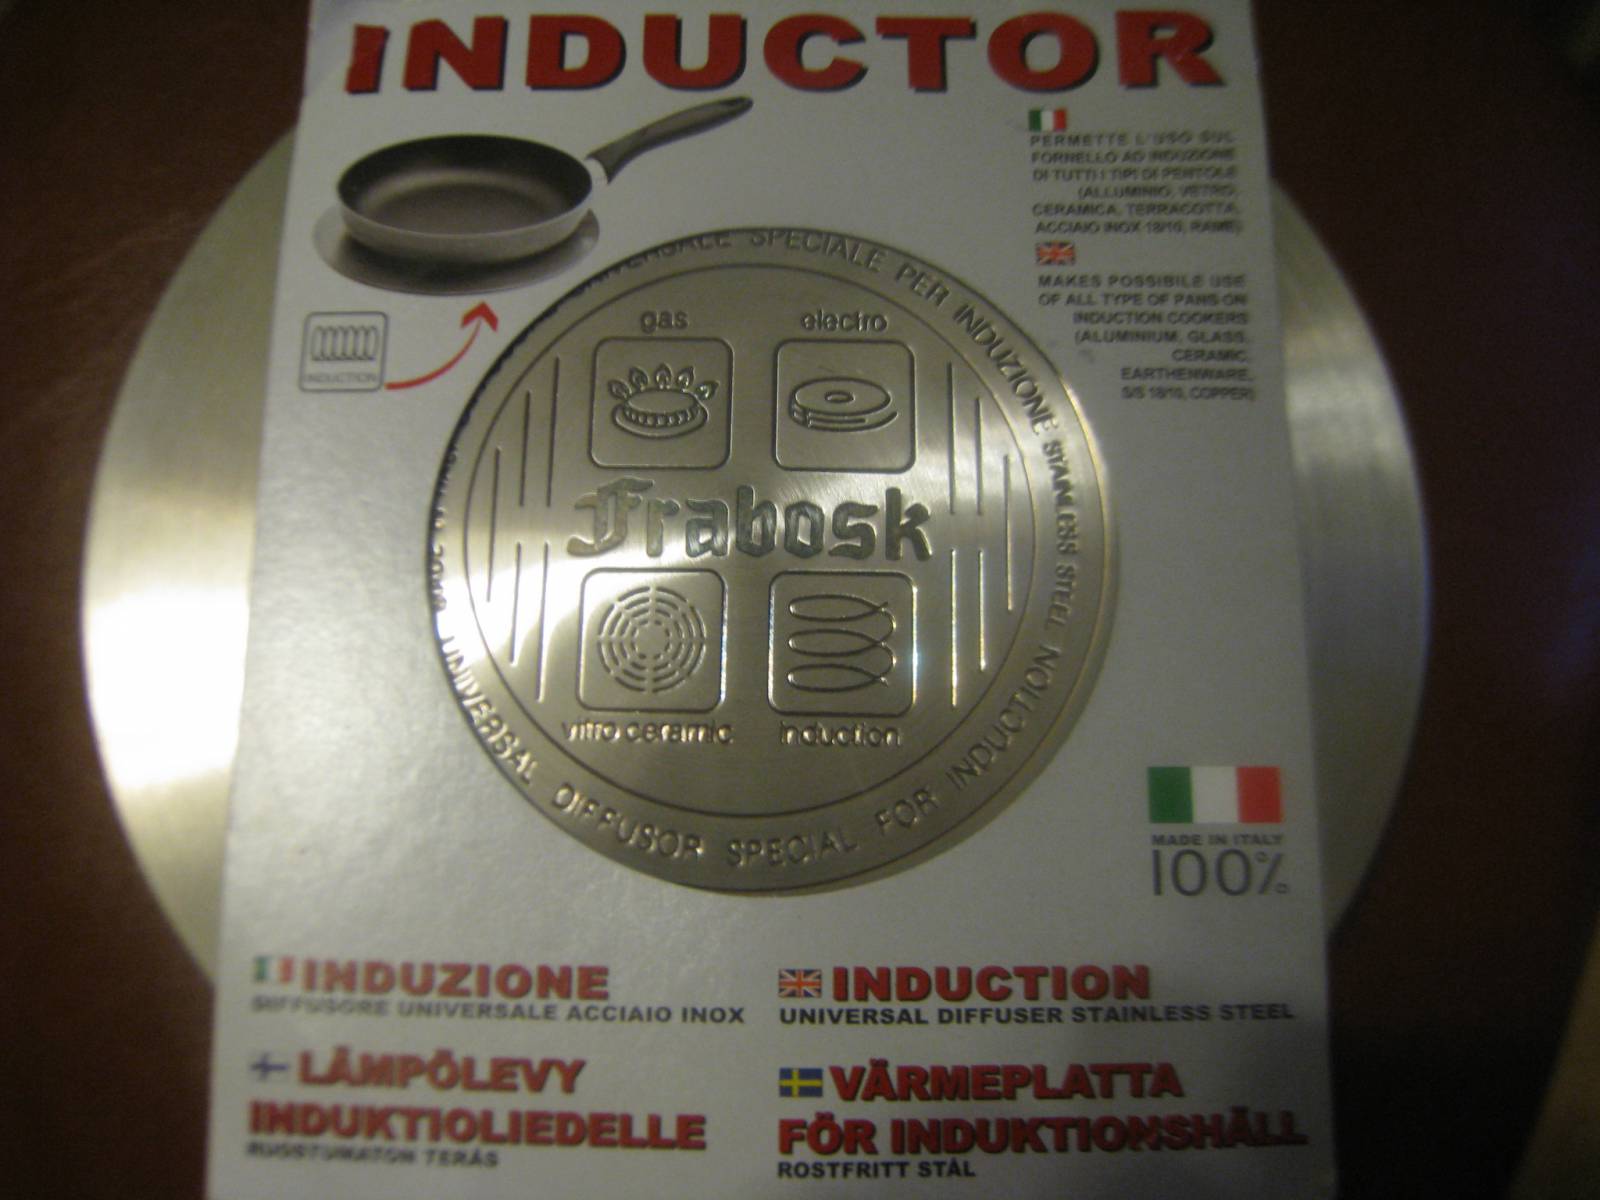 INDUCTOR
PERMETTE L'USO SUL
FORNELLO AD INDUZIONE
DI TUTTI I TIPI DI PENTOLE
(ALLUMINIO, VETRO,
CERAMICA, TERRACOTTA,
ACCIAIO INOX 18/10, RAME)
MAKES POSSIBILE USE
OF ALL TYPE OF PANS ON
INDUCTION COOKERS
(ALUMINIUM, GLASS,
CERAMIC,
EARTHENWARE,
S/S 18/10, COPPER)
INDUCTION
SPECIALE PER INDUZIONE STAINLESS STEEL
gas
electro
Frabosk
vitro ceramic
induction
UNIVERSAL DIFFUSOR SPECIAL FOR INDUCTION
MADE IN ITALY
100%
INDUZIONE
DIFFUSORE UNIVERSALE ACCIAIO INOX
INDUCTION
UNIVERSAL DIFFUSER STAINLESS STEEL
LÄMPÖLEVY
INDUKTIOLIEDELLE
RUOSTUMATON TERÄS
VÄRMEPLATTA
FÖR INDUKTIONSHÄLL
ROSTFRITT STÅL